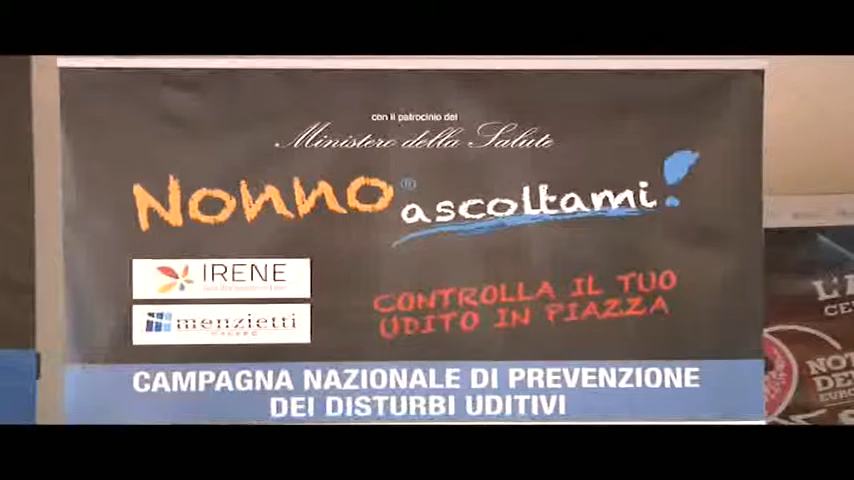 con il patrocinio del
Ministero della Salute
Nonno® ascoltami!
IRENE
menzietti
CONTROLLA IL TUO
UDITO IN PIAZZA
CAMPAGNA NAZIONALE DI PREVENZIONE
DEI DISTURBI UDITIVI